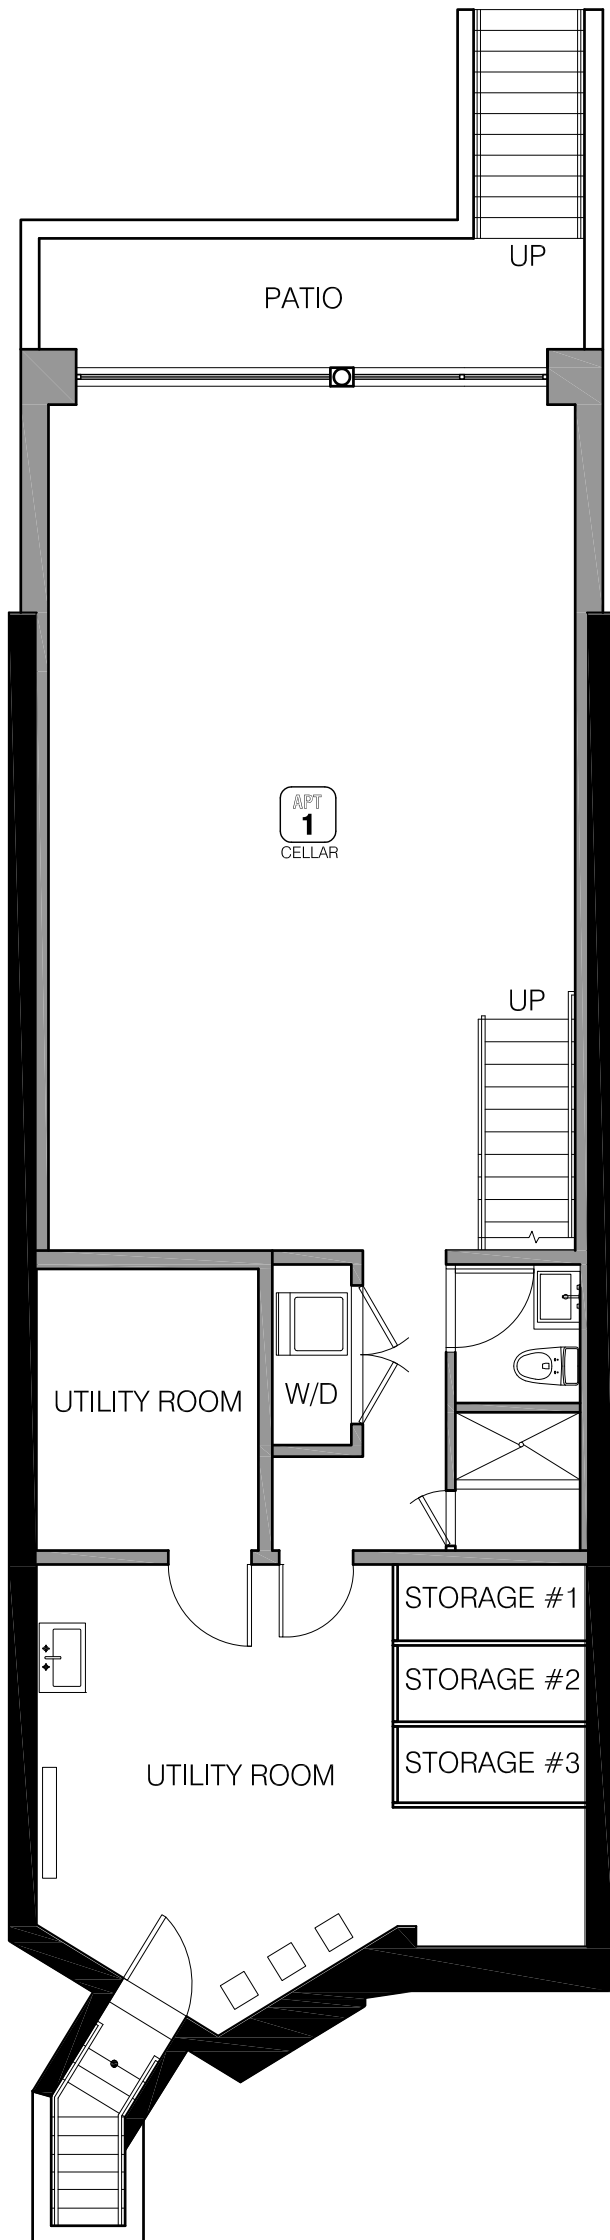 UP
PATIO
APT
1
CELLAR
UP
UTILITY ROOM
W/D
STORAGE #1
STORAGE #2
STORAGE #3
UTILITY ROOM